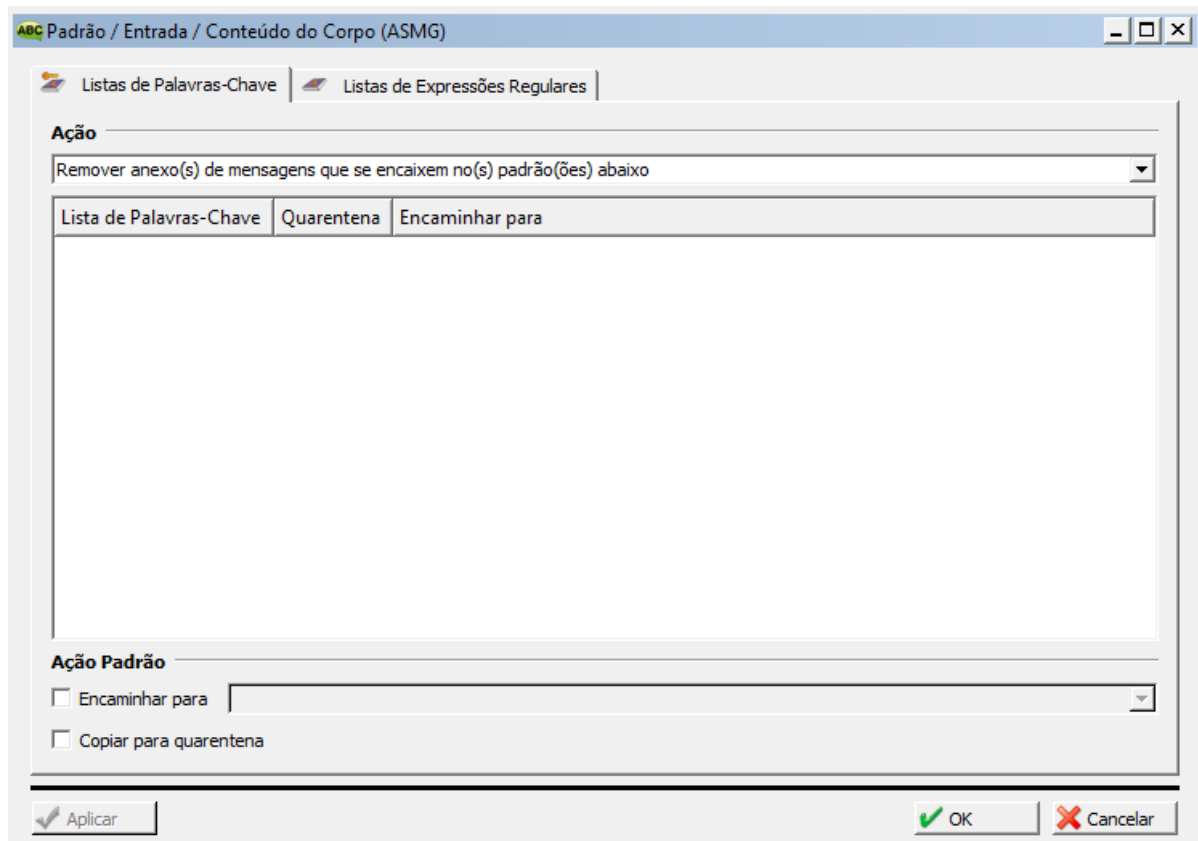 ABC Padrão / Entrada / Conteúdo do Corpo (ASMG)
Listas de Palavras-Chave Listas de Expressões Regulares
Ação
Remover anexo(s) de mensagens que se encaixem no(s) padrão(ões) abaixo
Lista de Palavras-Chave Quarentena Encaminhar para
Ação Padrão
Encaminhar para
Copiar para quarentena
Aplicar OK Cancelar